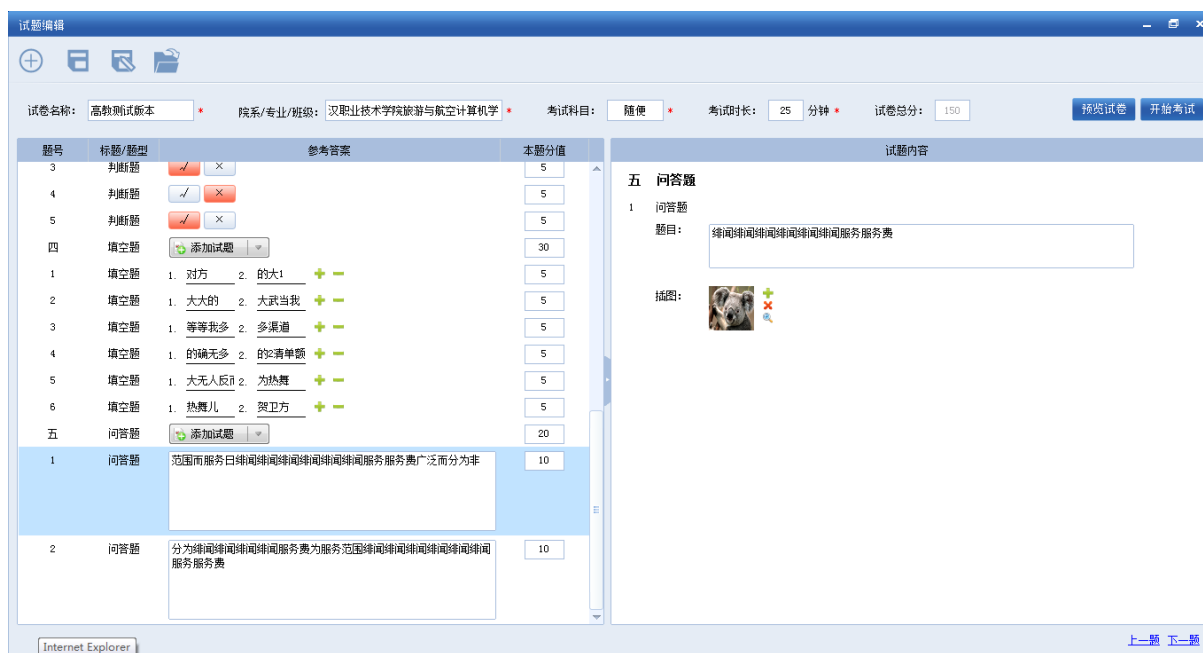 试题编辑
试卷名称: 高教测试版本 * 院系/专业/班级: 汉职业技术学院旅游与航空计算机学 * 考试科目: 随便 * 考试时长: 25 分钟 * 试卷总分: 150 预览试卷 开始考试
题号 标题/题型 参考答案 本题分值 试题内容
3 判断题 √ × 5
4 判断题 √ × 5
5 判断题 √ × 5
四 填空题 添加试题 30
1 填空题 1. 对方 2. 的大1 5
2 填空题 1. 大大的 2. 大武当我 5
3 填空题 1. 等等我多 2. 多渠道 5
4 填空题 1. 的确无多 2. 的2清单额 5
5 填空题 1. 大无人反而 2. 为热舞 5
6 填空题 1. 热舞儿 2. 贺卫方 5
五 问答题 添加试题 20
1 问答题 范围而服务日绯闻绯闻绯闻绯闻绯闻绯闻服务服务费广泛而分为非 10
2 问答题 分为绯闻绯闻绯闻绯闻服务费为服务范围绯闻绯闻绯闻绯闻绯闻绯闻 10
服务服务费
五 问答题
1 问答题
题目: 绯闻绯闻绯闻绯闻绯闻绯闻服务服务费
插图:
上一题 下一题
Internet Explorer